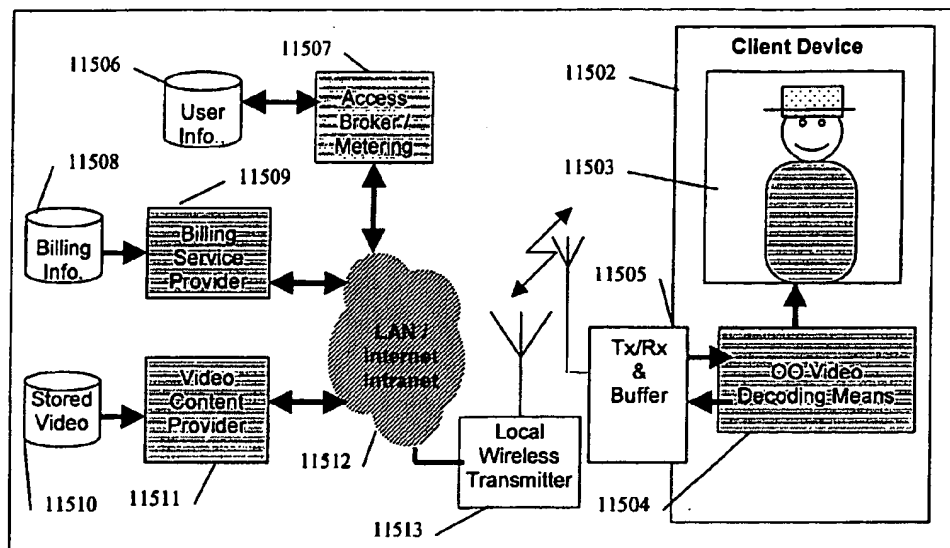 11506
11507
Client Device
11502
User
Info..
Access
Broker /
Metering
11503
11508
11509
Billing
Info.
Billing
Service
Provider
11505
LAN /
Internet
Intranet
Tx/Rx
&
Buffer
OO Video
Decoding Means
Stored
Video
Video
Content
Provider
Local
Wireless
Transmitter
11512
11504
11510
11511
11513